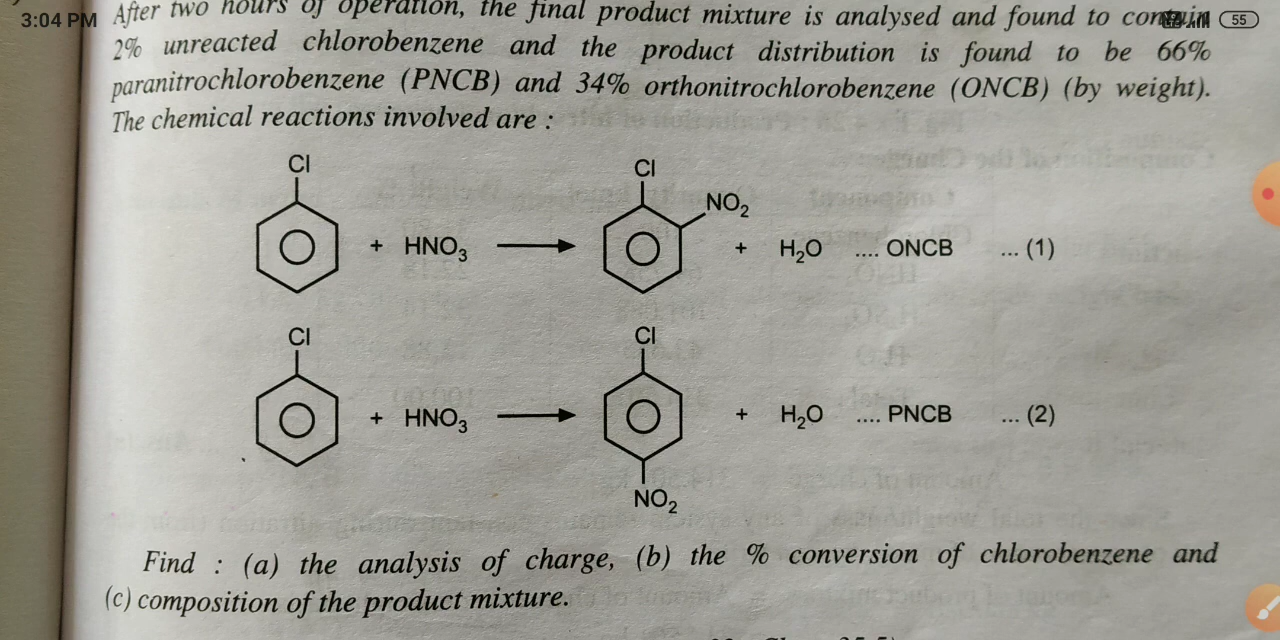 3:04 PM
55
After two hours of operation, the final product mixture is analysed and found to contain
2% unreacted chlorobenzene and the product distribution is found to be 66%
paranitrochlorobenzene (PNCB) and 34% orthonitrochlorobenzene (ONCB) (by weight).
The chemical reactions involved are :
Cl
Cl
NO2
+ HNO3 + H2O .... ONCB ... (1)
Cl
Cl
+ HNO3 + H2O .... PNCB ... (2)
NO2
Find : (a) the analysis of charge, (b) the % conversion of chlorobenzene and
(c) composition of the product mixture.